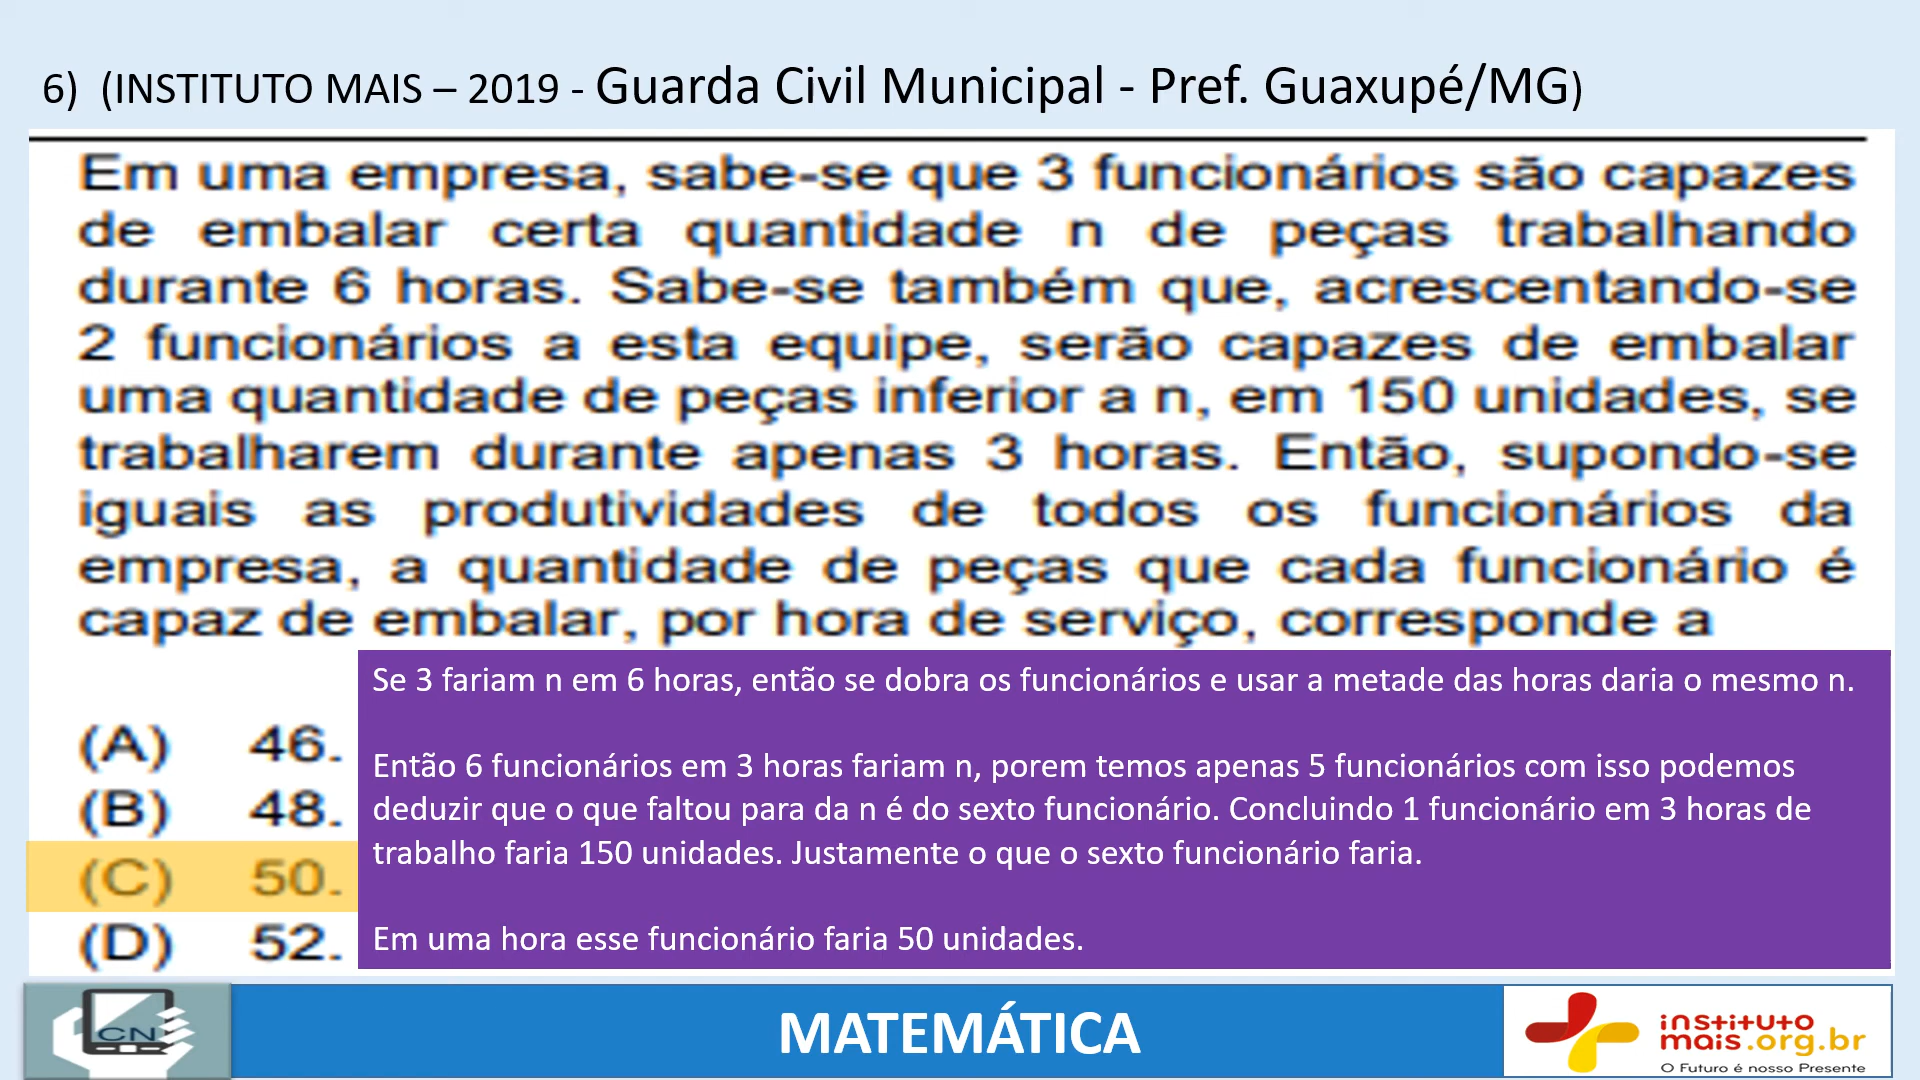 6) (INSTITUTO MAIS – 2019 - Guarda Civil Municipal - Pref. Guaxupé/MG)
Em uma empresa, sabe-se que 3 funcionários são capazes
de embalar certa quantidade n de peças trabalhando
durante 6 horas. Sabe-se também que, acrescentando-se
2 funcionários a esta equipe, serão capazes de embalar
uma quantidade de peças inferior a n, em 150 unidades, se
trabalharem durante apenas 3 horas. Então, supondo-se
iguais as produtividades de todos os funcionários da
empresa, a quantidade de peças que cada funcionário é
capaz de embalar, por hora de serviço, corresponde a
(A) 46.
(B) 48.
(C) 50.
(D) 52.
Se 3 fariam n em 6 horas, então se dobra os funcionários e usar a metade das horas daria o mesmo n.
Então 6 funcionários em 3 horas fariam n, porem temos apenas 5 funcionários com isso podemos
deduzir que o que faltou para da n é do sexto funcionário. Concluindo 1 funcionário em 3 horas de
trabalho faria 150 unidades. Justamente o que o sexto funcionário faria.
Em uma hora esse funcionário faria 50 unidades.
CN
MATEMÁTICA
instituto
mais.org.br
O Futuro é nosso Presente